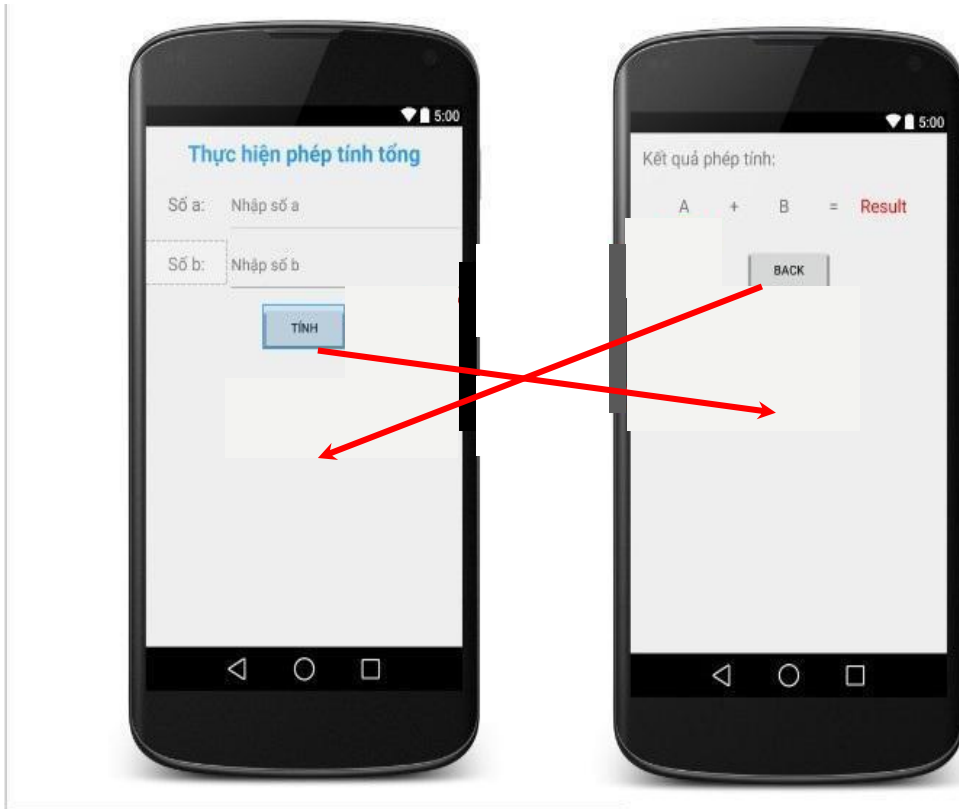 5:00
Thực hiện phép tính tổng
Số a: Nhập số a
Số b: Nhập số b
TÍNH
5:00
Kết quả phép tính:
A + B = Result
BACK